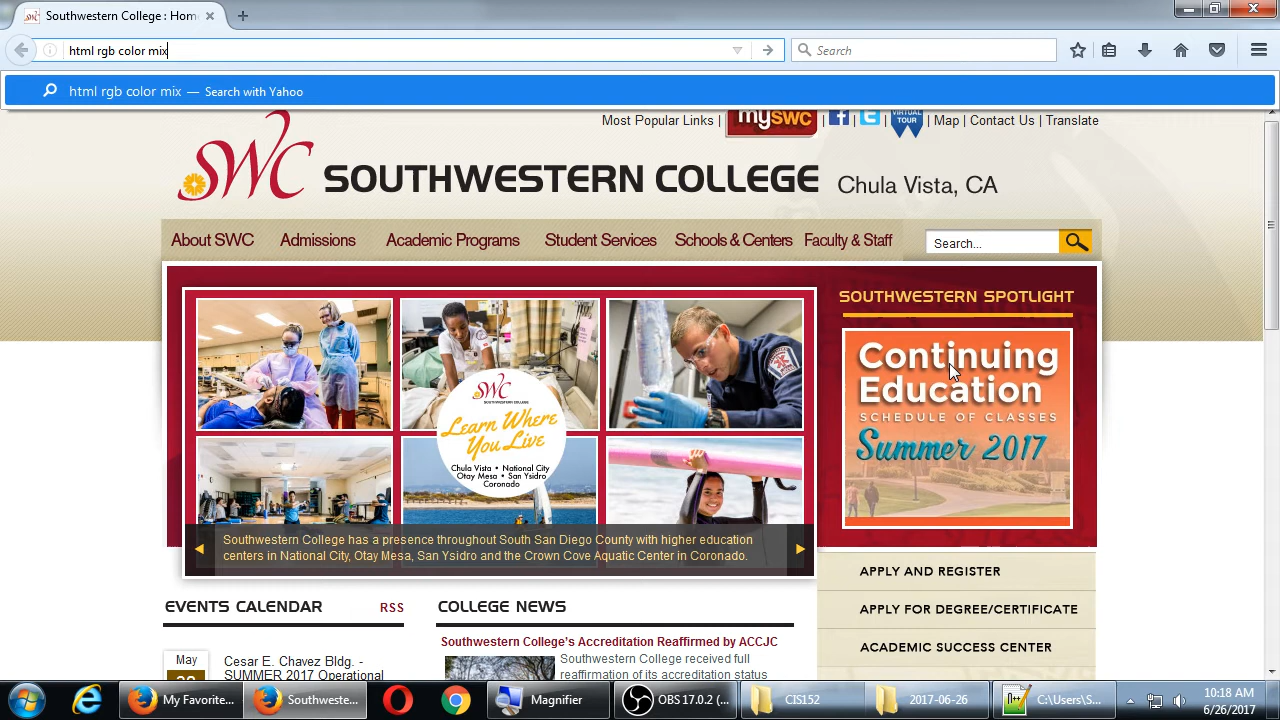 Southwestern College : Hom
html rgb color mix
Search
html rgb color mix — Search with Yahoo
Most Popular Links | mySWC | | | VIRTUAL TOUR | Map | Contact Us | Translate
SWC SOUTHWESTERN COLLEGE Chula Vista, CA
About SWC Admissions Academic Programs Student Services Schools & Centers Faculty & Staff Search...
SOUTHWESTERN SPOTLIGHT
Continuing
Education
SCHEDULE OF CLASSES
Summer 2017
SWC
SOUTHWESTERN COLLEGE
Learn Where
You Live
Chula Vista • National City
Otay Mesa • San Ysidro
Coronado
Southwestern College has a presence throughout South San Diego County with higher education
centers in National City, Otay Mesa, San Ysidro and the Crown Cove Aquatic Center in Coronado.
APPLY AND REGISTER
APPLY FOR DEGREE/CERTIFICATE
ACADEMIC SUCCESS CENTER
EVENTS CALENDAR RSS
COLLEGE NEWS
Southwestern College's Accreditation Reaffirmed by ACCJC
May
Cesar E. Chavez Bldg. -
SUMMER 2017 Operational
Southwestern College received full
reaffirmation of its accreditation status
My Favorite...
Southweste...
Magnifier
OBS 17.0.2 (...
CIS152
2017-06-26
C:\Users\S...
10:18 AM
6/26/2017